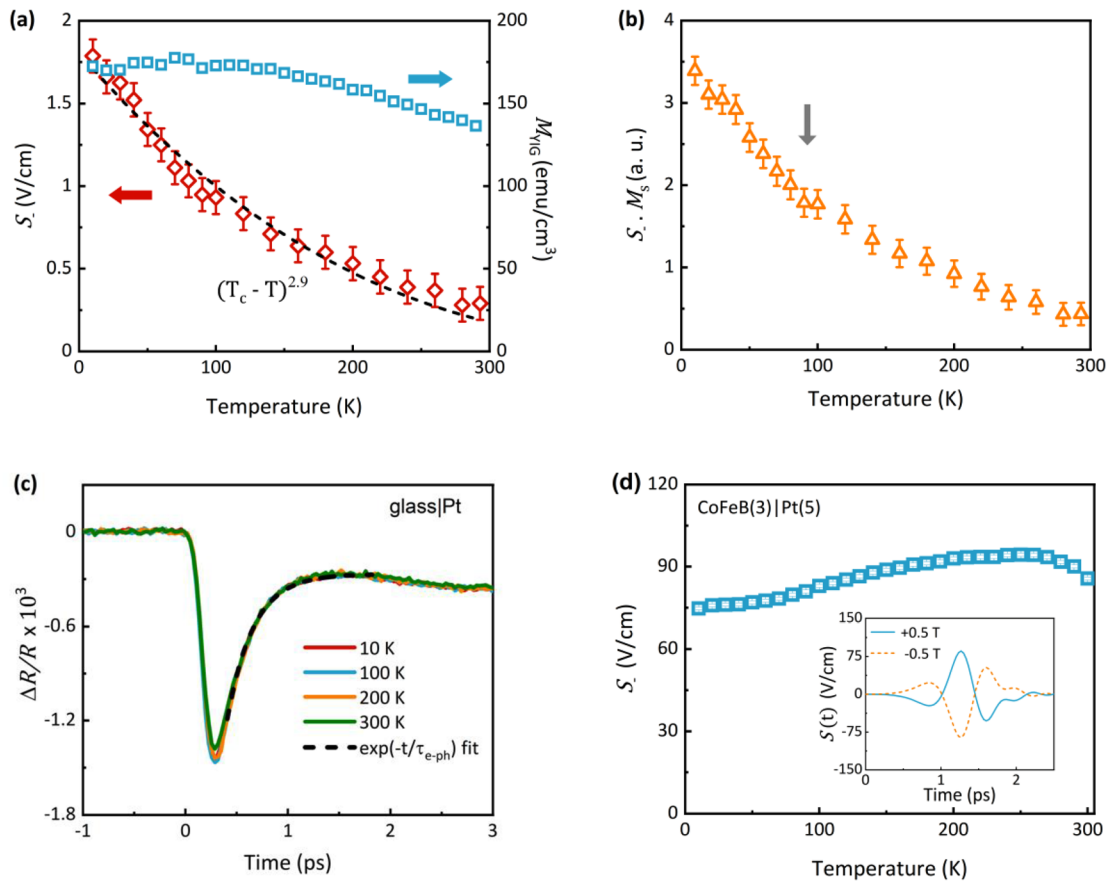 (a)
2
1.5
1
0.5
0
S_ (V/cm)
200
150
100
50
0
M_YIG (emu/cm³)
(T_c - T)^2.9
100
200
300
Temperature (K)
(b)
4
3
2
1
0
S_ . M_s (a. u.)
0
100
200
300
Temperature (K)
(c)
glass|Pt
0
-0.6
-1.2
-1.8
ΔR/R x 10³
10 K
100 K
200 K
300 K
exp(-t/τ_e-ph) fit
-1
0
1
2
3
Time (ps)
(d)
CoFeB(3)|Pt(5)
120
90
60
30
0
S_ (V/cm)
150
75
0
-75
-150
S(t) (V/cm)
+0.5 T
-0.5 T
0
1
2
Time (ps)
0
100
200
300
Temperature (K)